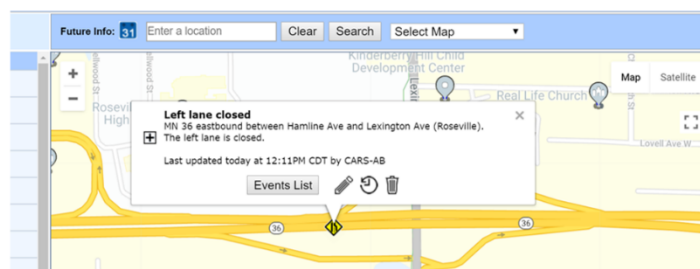 Future Info: 31 Enter a location Clear Search Select Map
Kinderberry Hill Child
Development Center
Map Satellite
Real Life Church
High
Lovell Ave W
Left lane closed
MN 36 eastbound between Hamline Ave and Lexington Ave (Roseville).
The left lane is closed.
Last updated today at 12:11PM CDT by CARS-AB
Events List
36
36